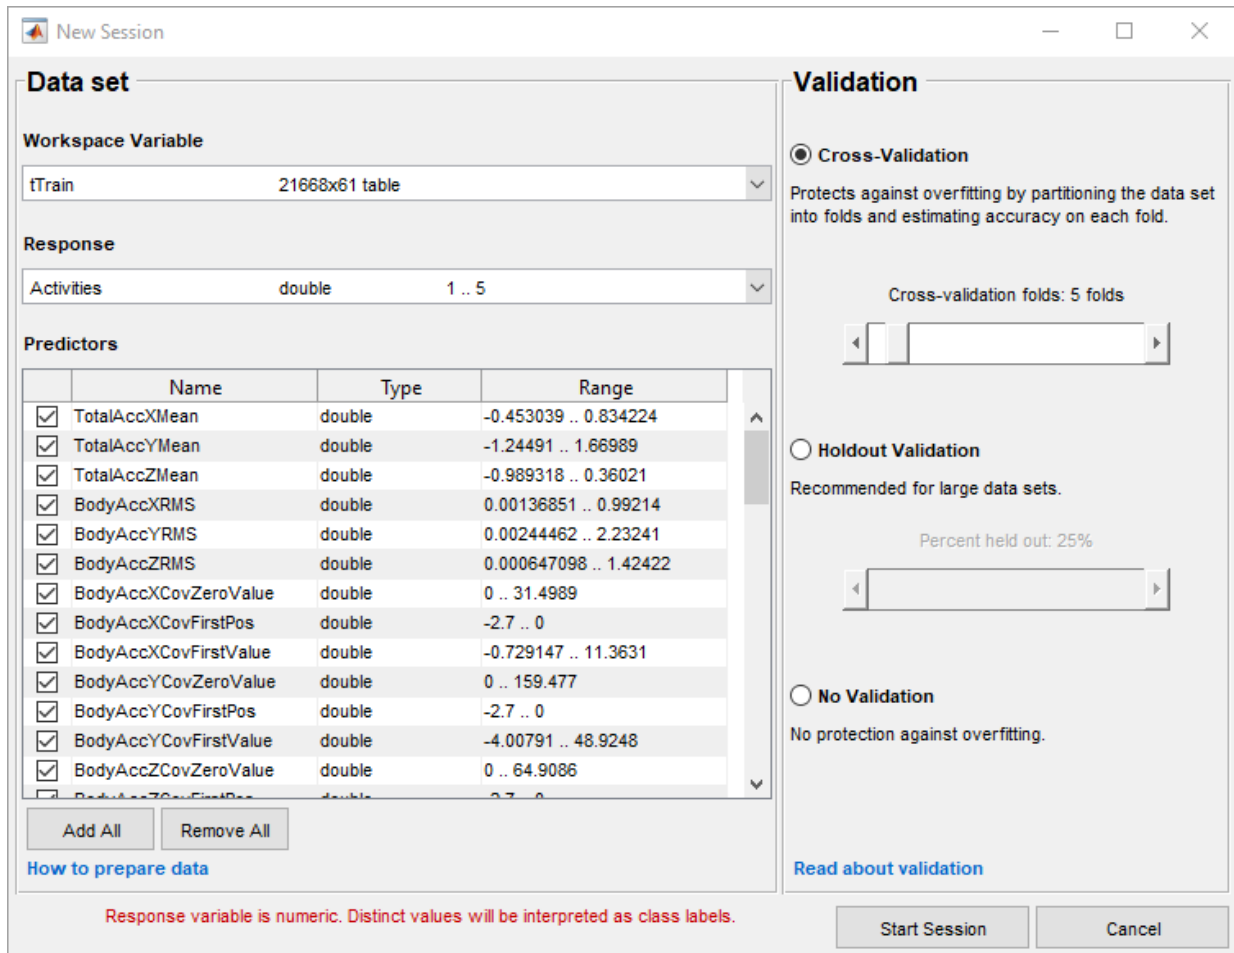 New Session
Data set
Workspace Variable
tTrain 21668x61 table
Response
Activities double 1 .. 5
Predictors
Name Type Range
TotalAccXMean double -0.453039 .. 0.834224
TotalAccYMean double -1.24491 .. 1.66989
TotalAccZMean double -0.989318 .. 0.36021
BodyAccXRMS double 0.00136851 .. 0.99214
BodyAccYRMS double 0.00244462 .. 2.23241
BodyAccZRMS double 0.000647098 .. 1.42422
BodyAccXCovZeroValue double 0 .. 31.4989
BodyAccXCovFirstPos double -2.7 .. 0
BodyAccXCovFirstValue double -0.729147 .. 11.3631
BodyAccYCovZeroValue double 0 .. 159.477
BodyAccYCovFirstPos double -2.7 .. 0
BodyAccYCovFirstValue double -4.00791 .. 48.9248
BodyAccZCovZeroValue double 0 .. 64.9086
BodyAccZCovFirstPos double -2.7 .. 0
Add All Remove All
How to prepare data
Validation
Cross-Validation
Protects against overfitting by partitioning the data set
into folds and estimating accuracy on each fold.
Cross-validation folds: 5 folds
Holdout Validation
Recommended for large data sets.
Percent held out: 25%
No Validation
No protection against overfitting.
Read about validation
Response variable is numeric. Distinct values will be interpreted as class labels.
Start Session Cancel